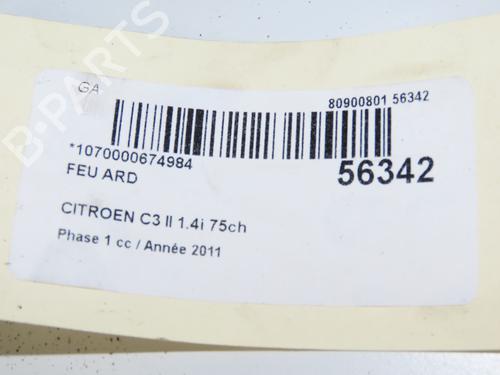 GA
80900801 56342
*1070000674984
56342
FEU ARD
CITROEN C3 II 1.4i 75ch
Phase 1 cc / Année 2011
B-PARTS